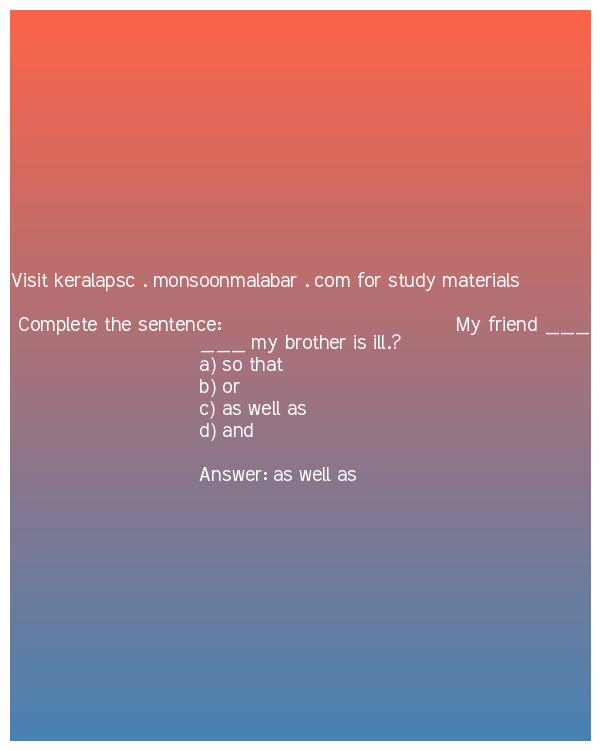 Visit keralapsc . monsoonmalabar . com for study materials
Complete the sentence: My friend ___
___ my brother is ill.?
a) so that
b) or
c) as well as
d) and
Answer: as well as